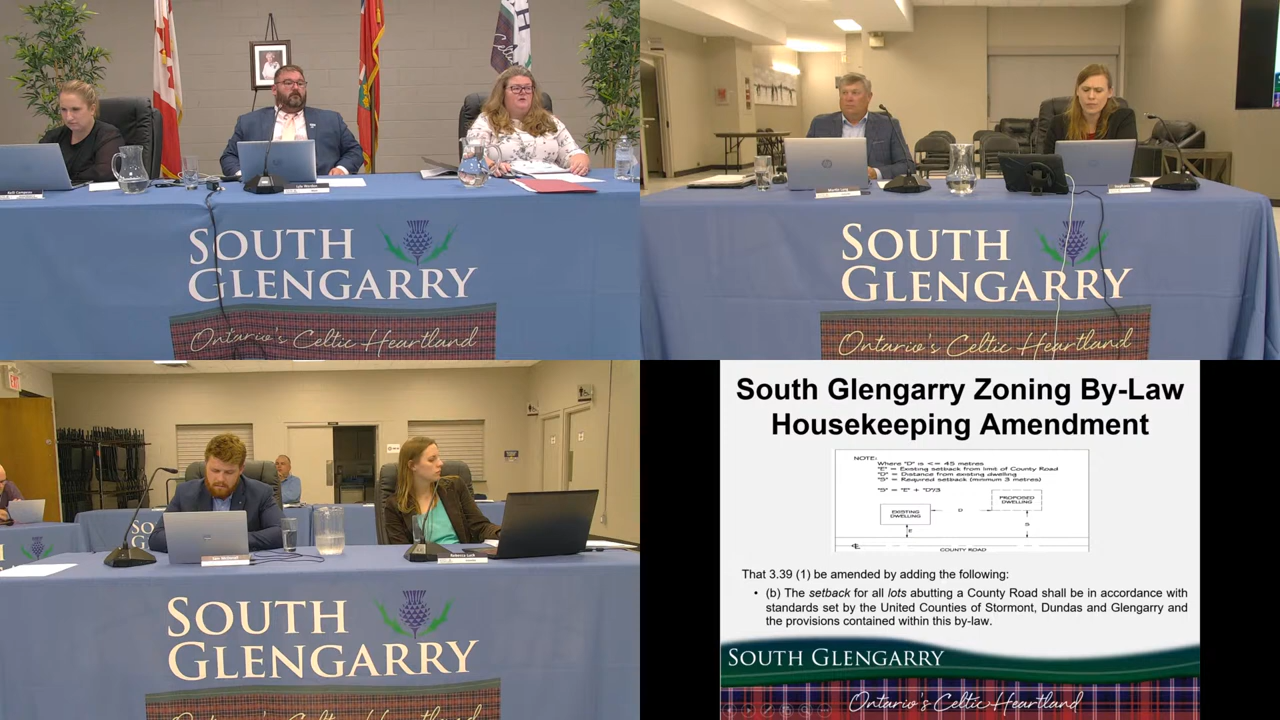 SOUTH
GLENGARRY
Ontario's Celtic Heartland
SOUTH
GLENGARRY
Ontario's Celtic Heartland
EXIT
SOUTH
GLENGARRY
South Glengarry Zoning By-Law
Housekeeping Amendment
NOTE:
Where "D" is <= 45 metres
"E" = Existing setback from limit of County Road
"D" = Distance from existing dwelling
"S" = Required setback (minimum 3 metres)
"S" = "E" + "D"/3
EXISTING
DWELLING
D
PROPOSED
DWELLING
E
S
COUNTY ROAD
That 3.39 (1) be amended by adding the following:
• (b) The setback for all lots abutting a County Road shall be in accordance with
standards set by the United Counties of Stormont, Dundas and Glengarry and
the provisions contained within this by-law.
SOUTH GLENGARRY
Ontario's Celtic Heartland